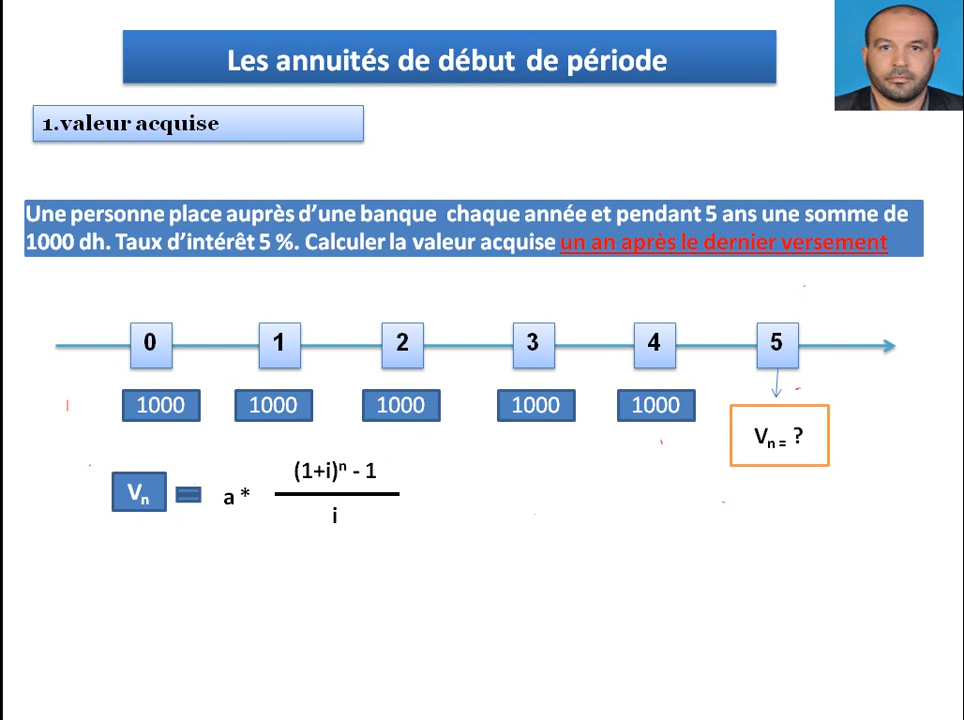 Les annuités de début de période
1.valeur acquise
Une personne place auprès d'une banque chaque année et pendant 5 ans une somme de
1000 dh. Taux d'intérêt 5 %. Calculer la valeur acquise un an après le dernier versement
0 1 2 3 4 5
1000 1000 1000 1000 1000
Vn = ?
(1+i)ⁿ - 1
Vn = a *
i